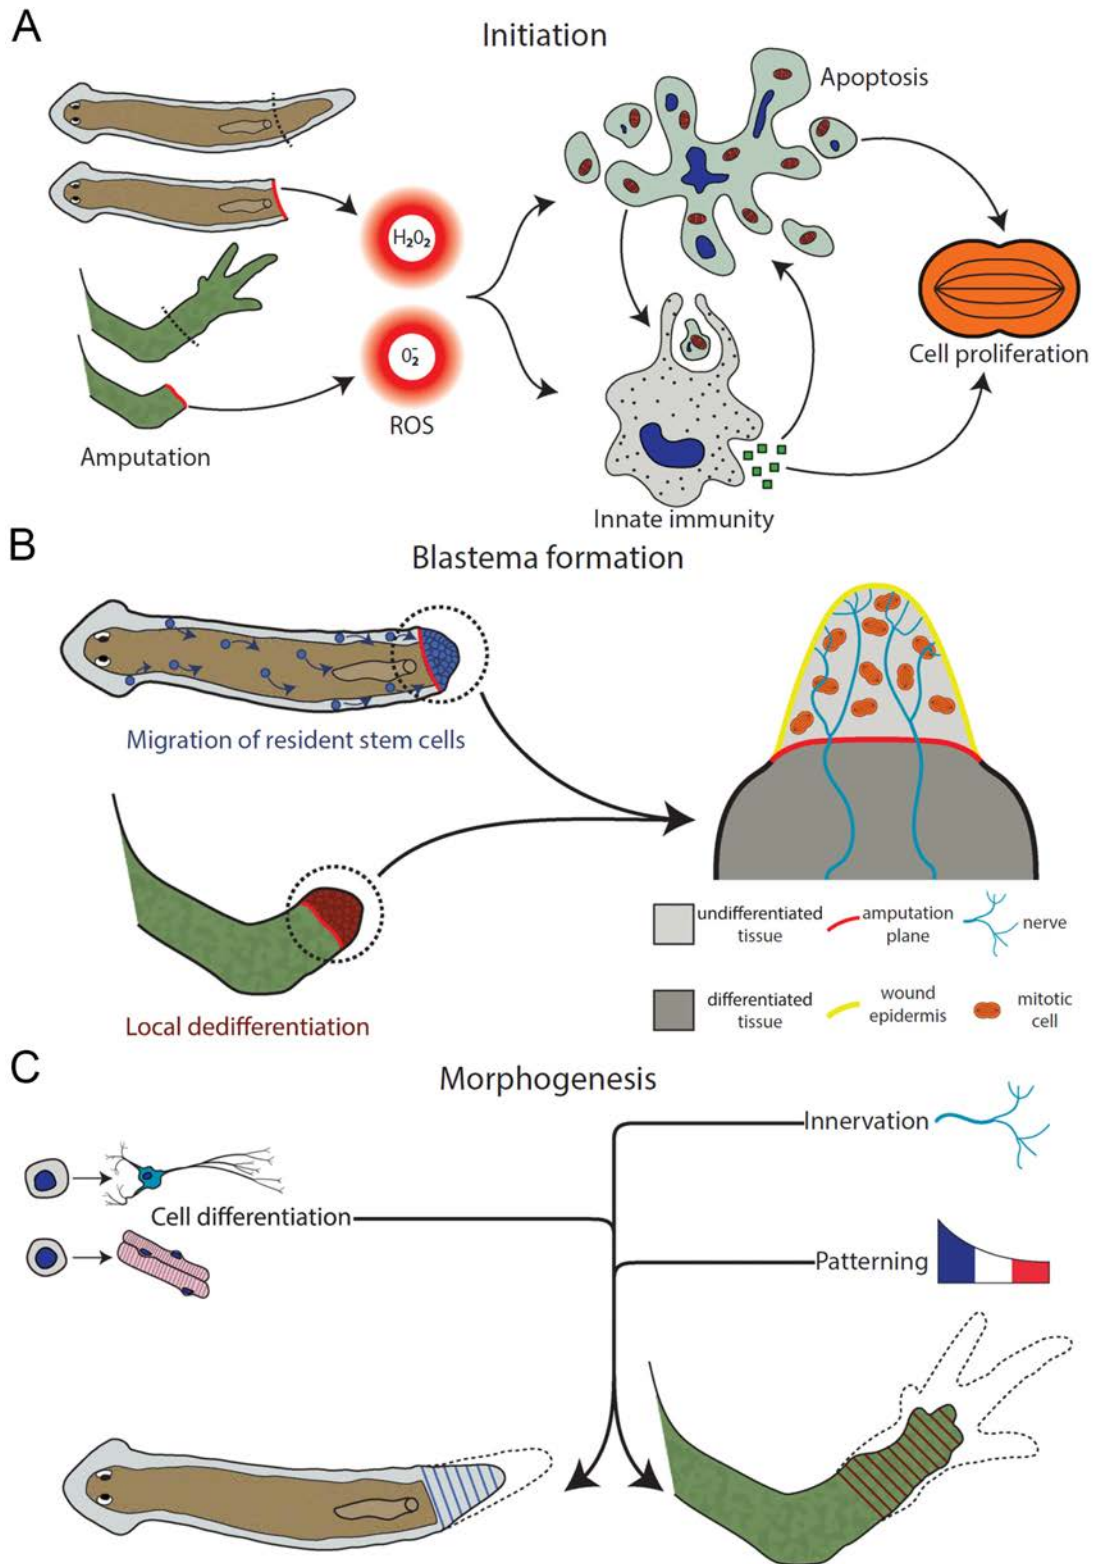 A
Initiation
Apoptosis
H2O2
O2-
ROS
Amputation
Cell proliferation
Innate immunity
B
Blastema formation
Migration of resident stem cells
Local dedifferentiation
undifferentiated
tissue
amputation
plane
nerve
differentiated
tissue
wound
epidermis
mitotic
cell
C
Morphogenesis
Innervation
Cell differentiation
Patterning